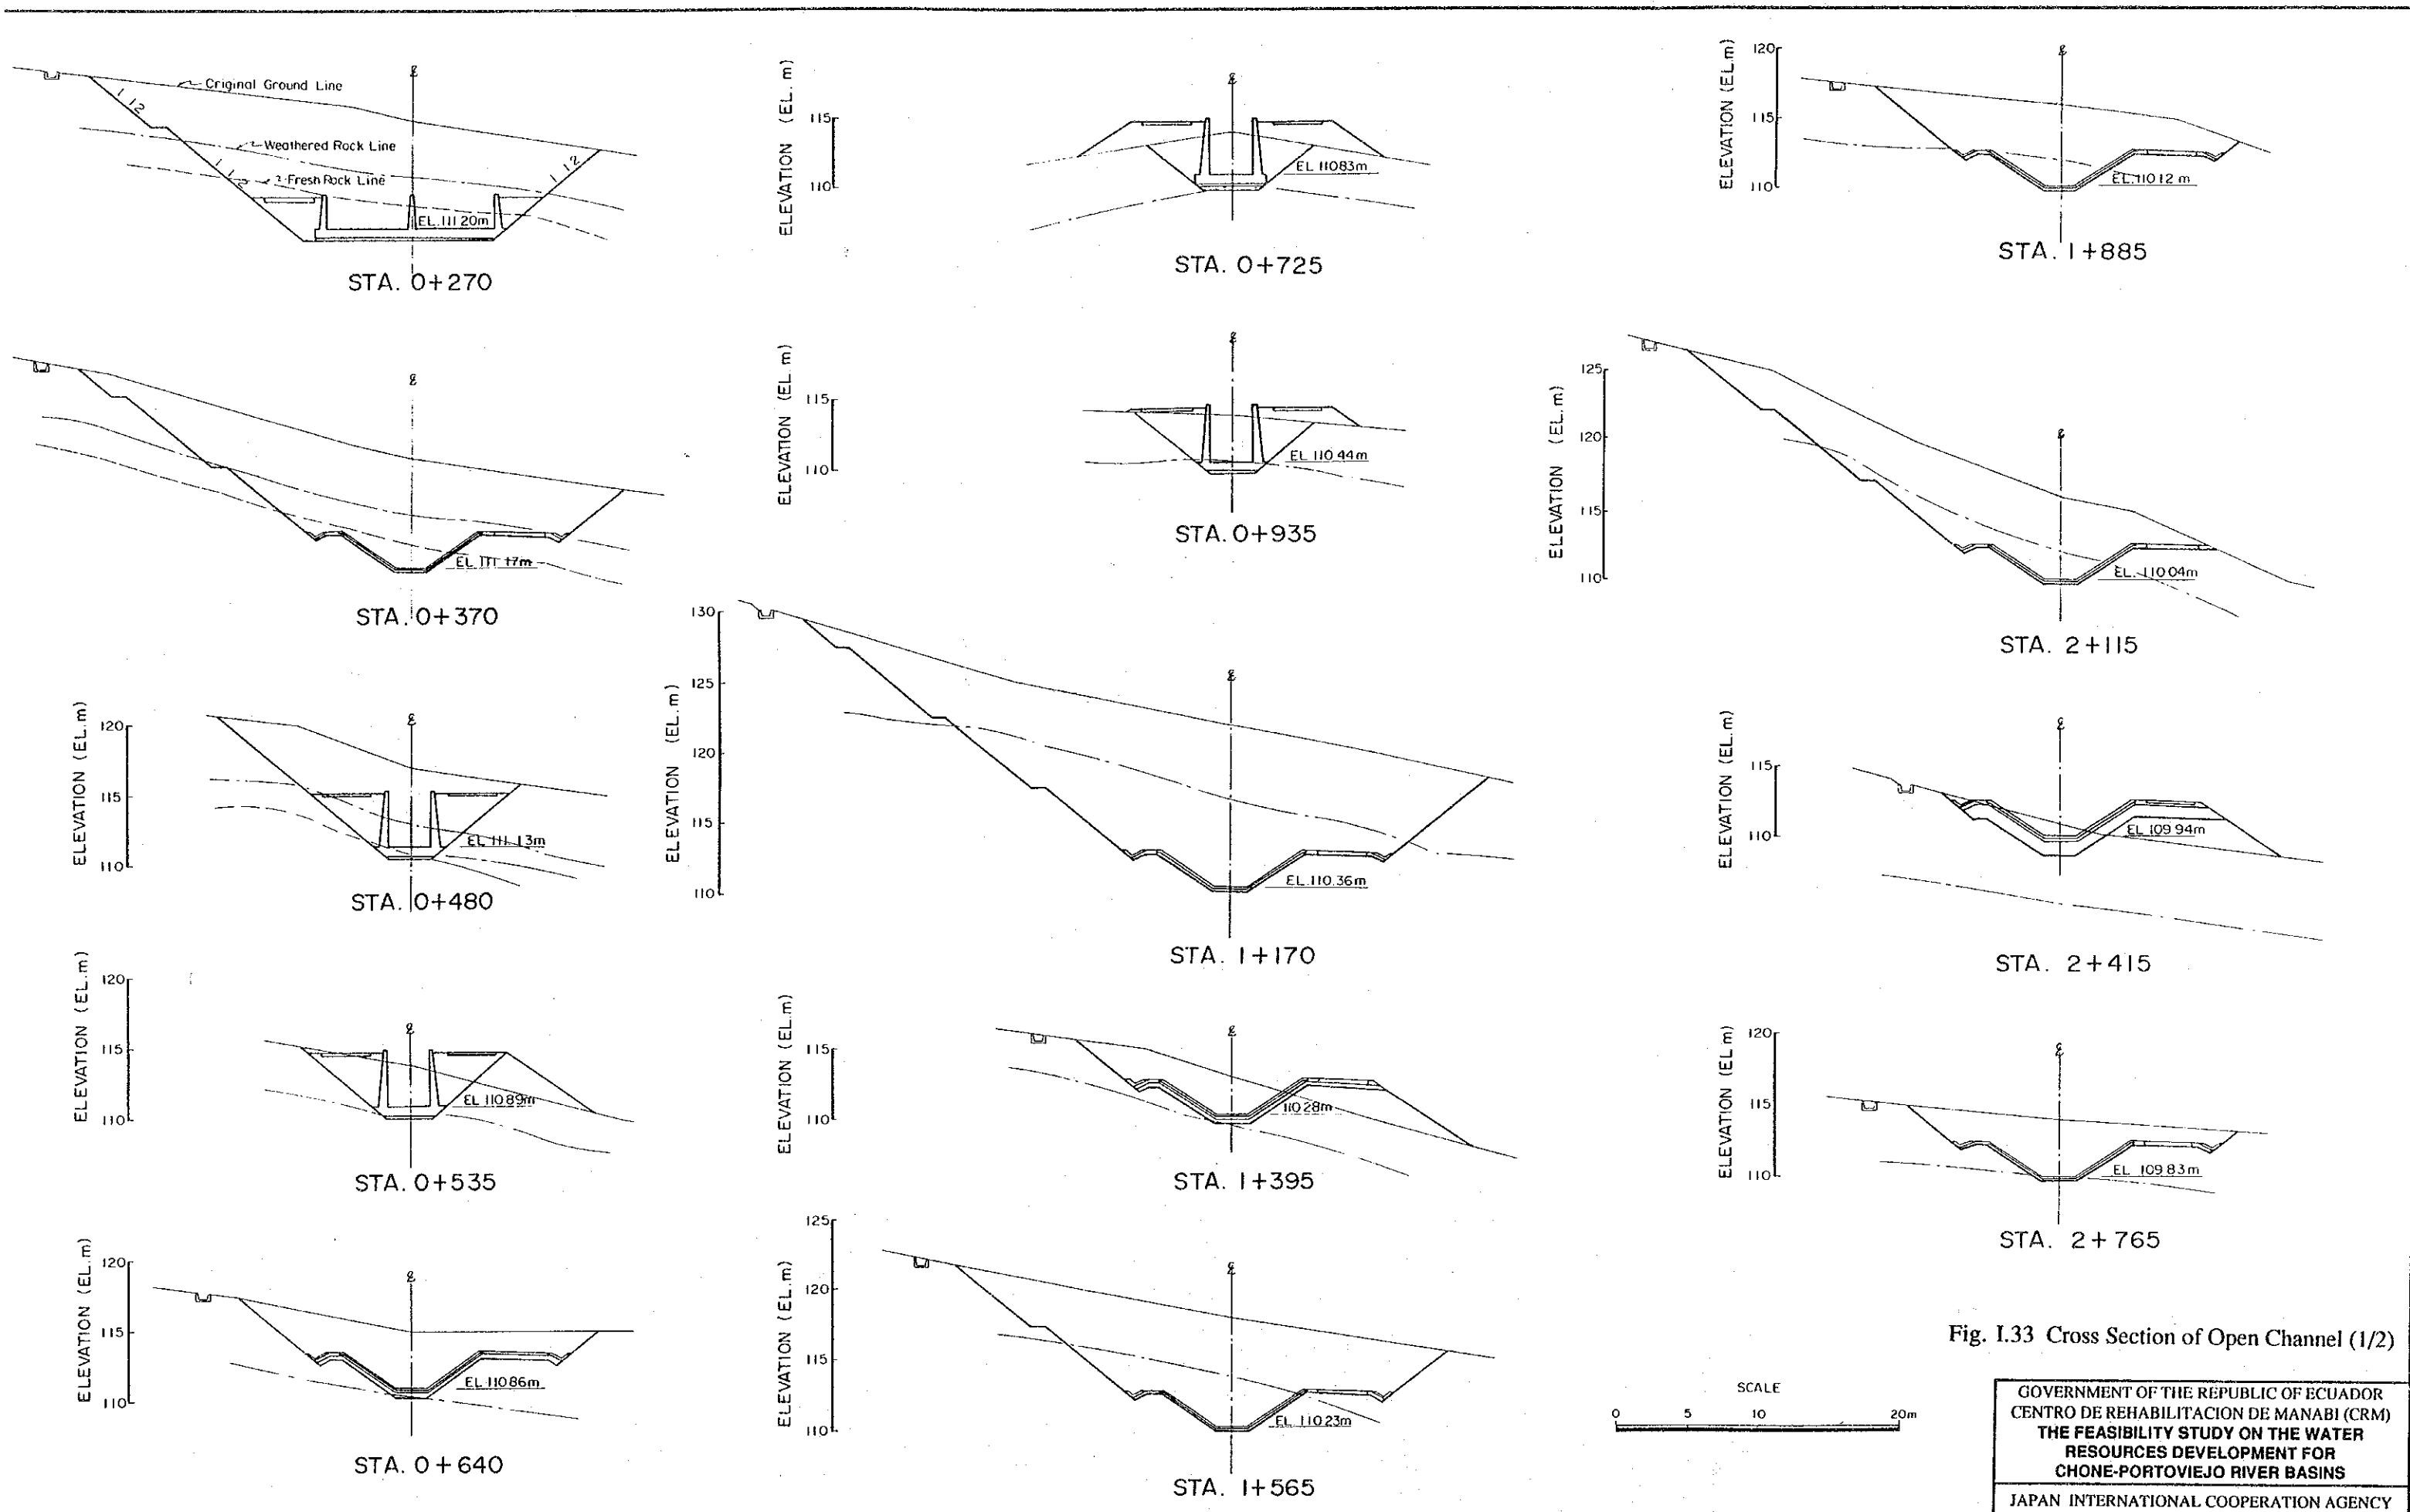 Original Ground Line
1 1.2
Weathered Rock Line
1 1.2
1 1.2
Fresh Rock Line
EL. 111.20m
STA. 0+270
EL. 111.17m
STA. 0+370
ELEVATION (EL.m)
120
115
110
EL. 111.13m
STA. 0+480
ELEVATION (EL.m)
120
115
110
EL 110.89m
STA. 0+535
ELEVATION (EL.m)
120
115
110
EL.110.86m
STA. 0+640
ELEVATION (EL.m)
115
110
EL 110.83m
STA. 0+725
ELEVATION (EL.m)
115
110
EL 110.44m
STA. 0+935
ELEVATION (EL.m)
130
125
120
115
110
EL.110.36m
STA. 1+170
ELEVATION (EL.m)
115
110
110.28m
STA. 1+395
ELEVATION (EL.m)
125
120
115
110
EL. 110.23m
STA. 1+565
ELEVATION (EL.m)
120
115
110
EL.110.12 m
STA. 1+885
ELEVATION (EL.m)
125
120
115
110
EL. 110.04m
STA. 2+115
ELEVATION (EL.m)
115
110
EL 109.94m
STA. 2+415
ELEVATION (EL.m)
120
115
110
EL 109.83m
STA. 2+765
Fig. I.33 Cross Section of Open Channel (1/2)
SCALE
0 5 10 20m
GOVERNMENT OF THE REPUBLIC OF ECUADOR
CENTRO DE REHABILITACION DE MANABI (CRM)
THE FEASIBILITY STUDY ON THE WATER
RESOURCES DEVELOPMENT FOR
CHONE-PORTOVIEJO RIVER BASINS
JAPAN INTERNATIONAL COOPERATION AGENCY